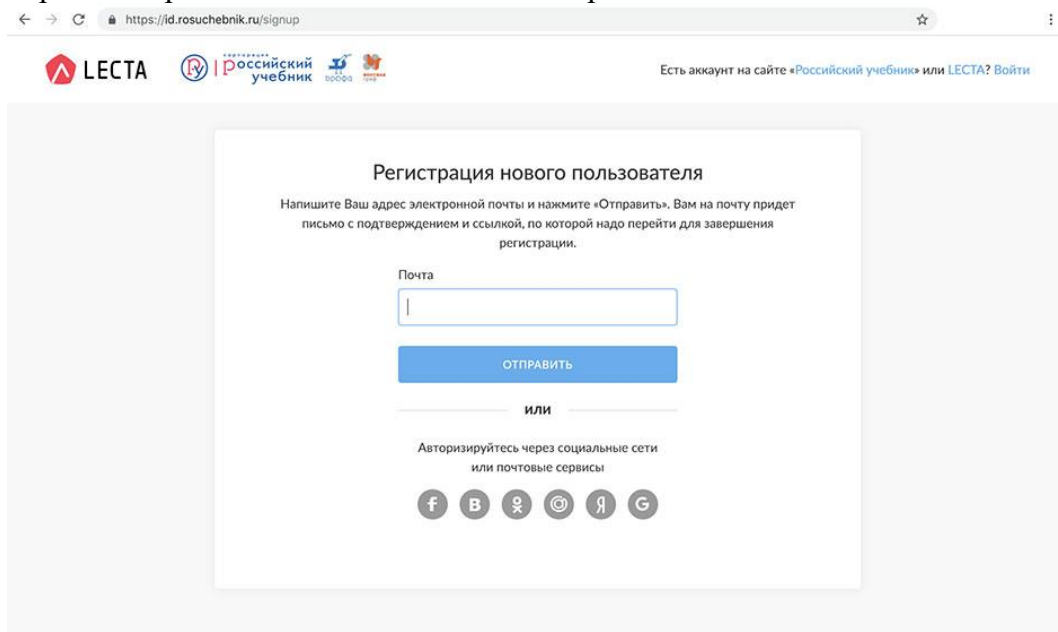 https://id.rosuchebnik.ru/signup
LECTA
российский
учебник
дрофа
Есть аккаунт на сайте «Российский учебник» или LECTA? Войти
Регистрация нового пользователя
Напишите Ваш адрес электронной почты и нажмите «Отправить». Вам на почту придет
письмо с подтверждением и ссылкой, по которой надо перейти для завершения
регистрации.
Почта
ОТПРАВИТЬ
или
Авторизируйтесь через социальные сети
или почтовые сервисы